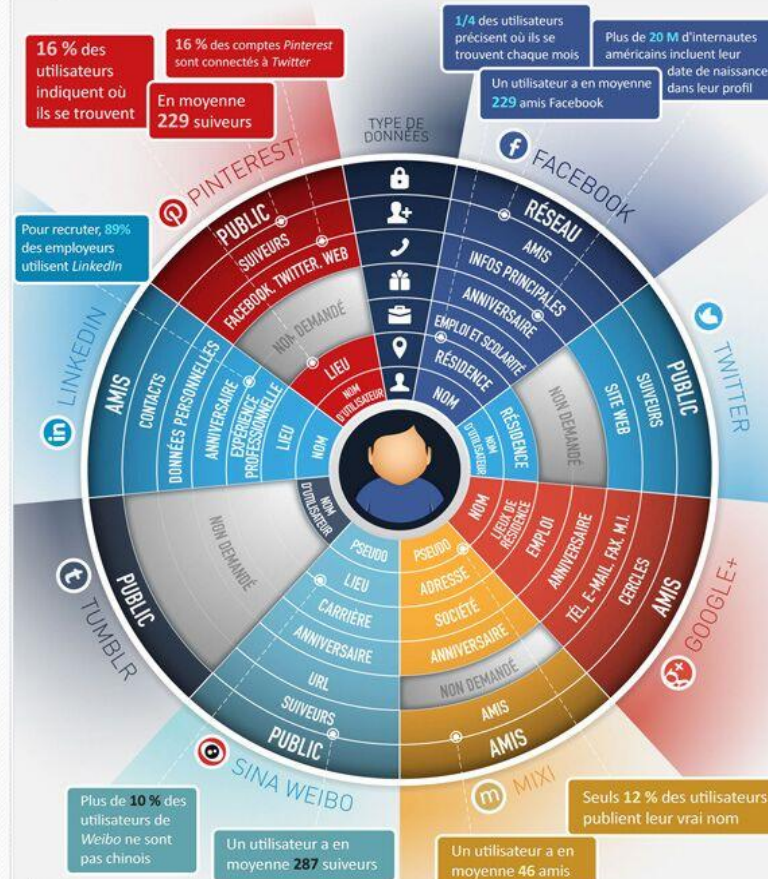 16 % des
utilisateurs
indiquent où
ils se trouvent
16 % des comptes Pinterest
sont connectés à Twitter
En moyenne
229 suiveurs
1/4 des utilisateurs
précisent où ils se
trouvent chaque mois
Plus de 20 M d'internautes
américains incluent leur
date de naissance
dans leur profil
Un utilisateur a en moyenne
229 amis Facebook
TYPE DE
DONNÉES
PINTEREST
PUBLIC
SUIVEURS
FACEBOOK, TWITTER, WEB
NON DEMANDÉ
LIEU
NOM
D'UTILISATEUR
FACEBOOK
RÉSEAU
AMIS
INFOS PRINCIPALES
ANNIVERSAIRE
EMPLOI ET SCOLARITÉ
RÉSIDENCE
NOM
TWITTER
PUBLIC
SUIVEURS
SITE WEB
NON DEMANDÉ
RÉSIDENCE
NOM
D'UTILISATEUR
Pour recruter, 89%
des employeurs
utilisent LinkedIn
LINKEDIN
in
AMIS
CONTACTS
DONNÉES PERSONNELLES
ANNIVERSAIRE
EXPÉRIENCE
PROFESSIONNELLE
LIEU
NOM
GOOGLE+
AMIS
CERCLES
TÉL, E-MAIL, FAX, M.I.
ANNIVERSAIRE
EMPLOI
LIEUX DE
RÉSIDENCE
NOM
t
TUMBLR
PUBLIC
NON DEMANDÉ
NOM
D'UTILISATEUR
PSEUDO
LIEU
CARRIÈRE
ANNIVERSAIRE
URL
SUIVEURS
PUBLIC
SINA WEIBO
PSEUDO
ADRESSE
SOCIÉTÉ
ANNIVERSAIRE
NON DEMANDÉ
AMIS
AMIS
m
MIXI
Plus de 10 % des
utilisateurs de
Weibo ne sont
pas chinois
Un utilisateur a en
moyenne 287 suiveurs
Un utilisateur a en
moyenne 46 amis
Seuls 12 % des utilisateurs
publient leur vrai nom